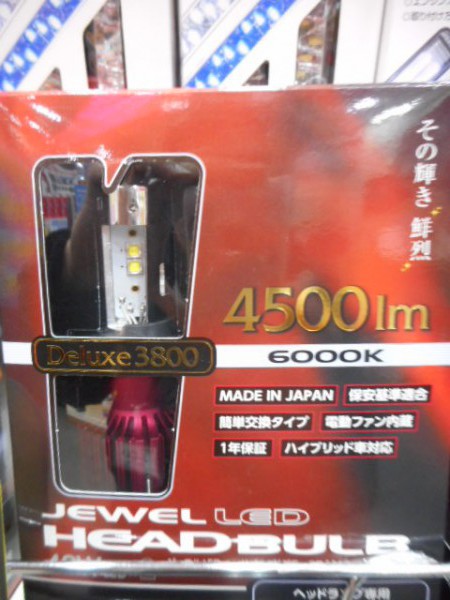 その輝き 鮮烈
4500lm
6000K
Deluxe3800
MADE IN JAPAN 保安基準適合
簡単交換タイプ 電動ファン内蔵
1年保証 ハイブリッド車対応
JEWEL LED
HEADBULB
ヘッドランプ専用